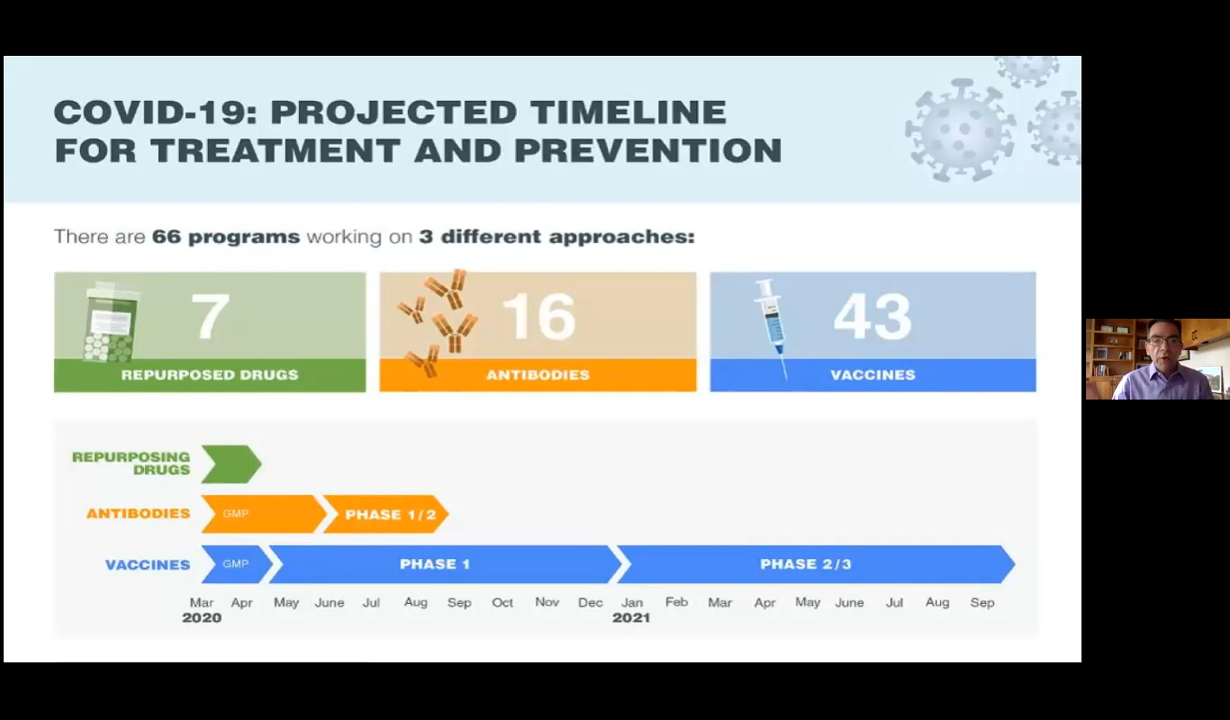 COVID-19: PROJECTED TIMELINE
FOR TREATMENT AND PREVENTION
There are 66 programs working on 3 different approaches:
7
REPURPOSED DRUGS
16
ANTIBODIES
43
VACCINES
REPURPOSING
DRUGS
ANTIBODIES GMP PHASE 1/2
VACCINES GMP PHASE 1 PHASE 2/3
Mar Apr May June Jul Aug Sep Oct Nov Dec Jan Feb Mar Apr May June Jul Aug Sep
2020 2021